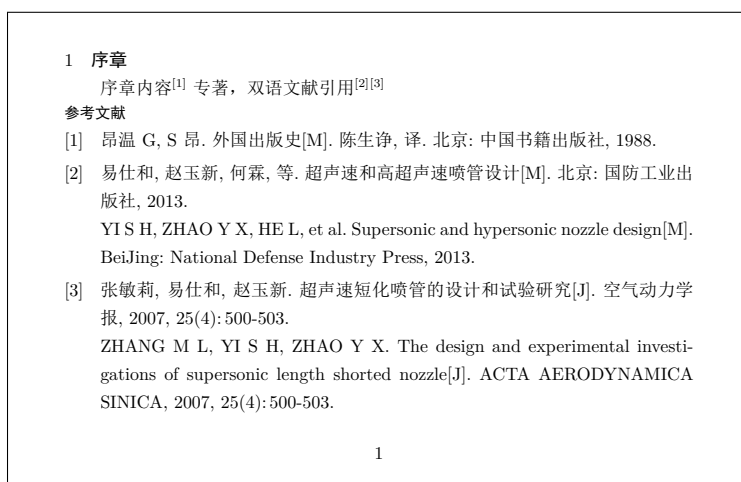 1 序章
序章内容[1] 专著，双语文献引用[2][3]
参考文献
[1] 昂温 G, S 昂. 外国出版史[M]. 陈生诤, 译. 北京: 中国书籍出版社, 1988.
[2] 易仕和, 赵玉新, 何霖, 等. 超声速和高超声速喷管设计[M]. 北京: 国防工业出
版社, 2013.
YI S H, ZHAO Y X, HE L, et al. Supersonic and hypersonic nozzle design[M].
BeiJing: National Defense Industry Press, 2013.
[3] 张敏莉, 易仕和, 赵玉新. 超声速短化喷管的设计和试验研究[J]. 空气动力学
报, 2007, 25(4): 500-503.
ZHANG M L, YI S H, ZHAO Y X. The design and experimental investi-
gations of supersonic length shorted nozzle[J]. ACTA AERODYNAMICA
SINICA, 2007, 25(4): 500-503.
1